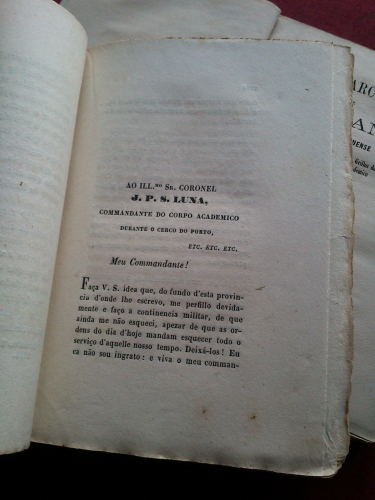 AO ILL.mo SR. CORONEL
J. P. S. LUNA,
COMMANDANTE DO CORPO ACADEMICO
DURANTE O CERCO DO PORTO,
ETC. ETC. ETC.
Meu Commandante!
Faça V. S. idea que, do fundo d'esta provin-
cia d'onde lhe escrevo, me perfillo devida-
mente e faço a continencia militar, de que
ainda me não esqueci, apezar de que as or-
dens do dia d'hoje mandam esquecer todo o
serviço d'aquelle nosso tempo. Deixá-los! Eu
ca não sou ingrato: e viva o meu comman-
ARC
AN